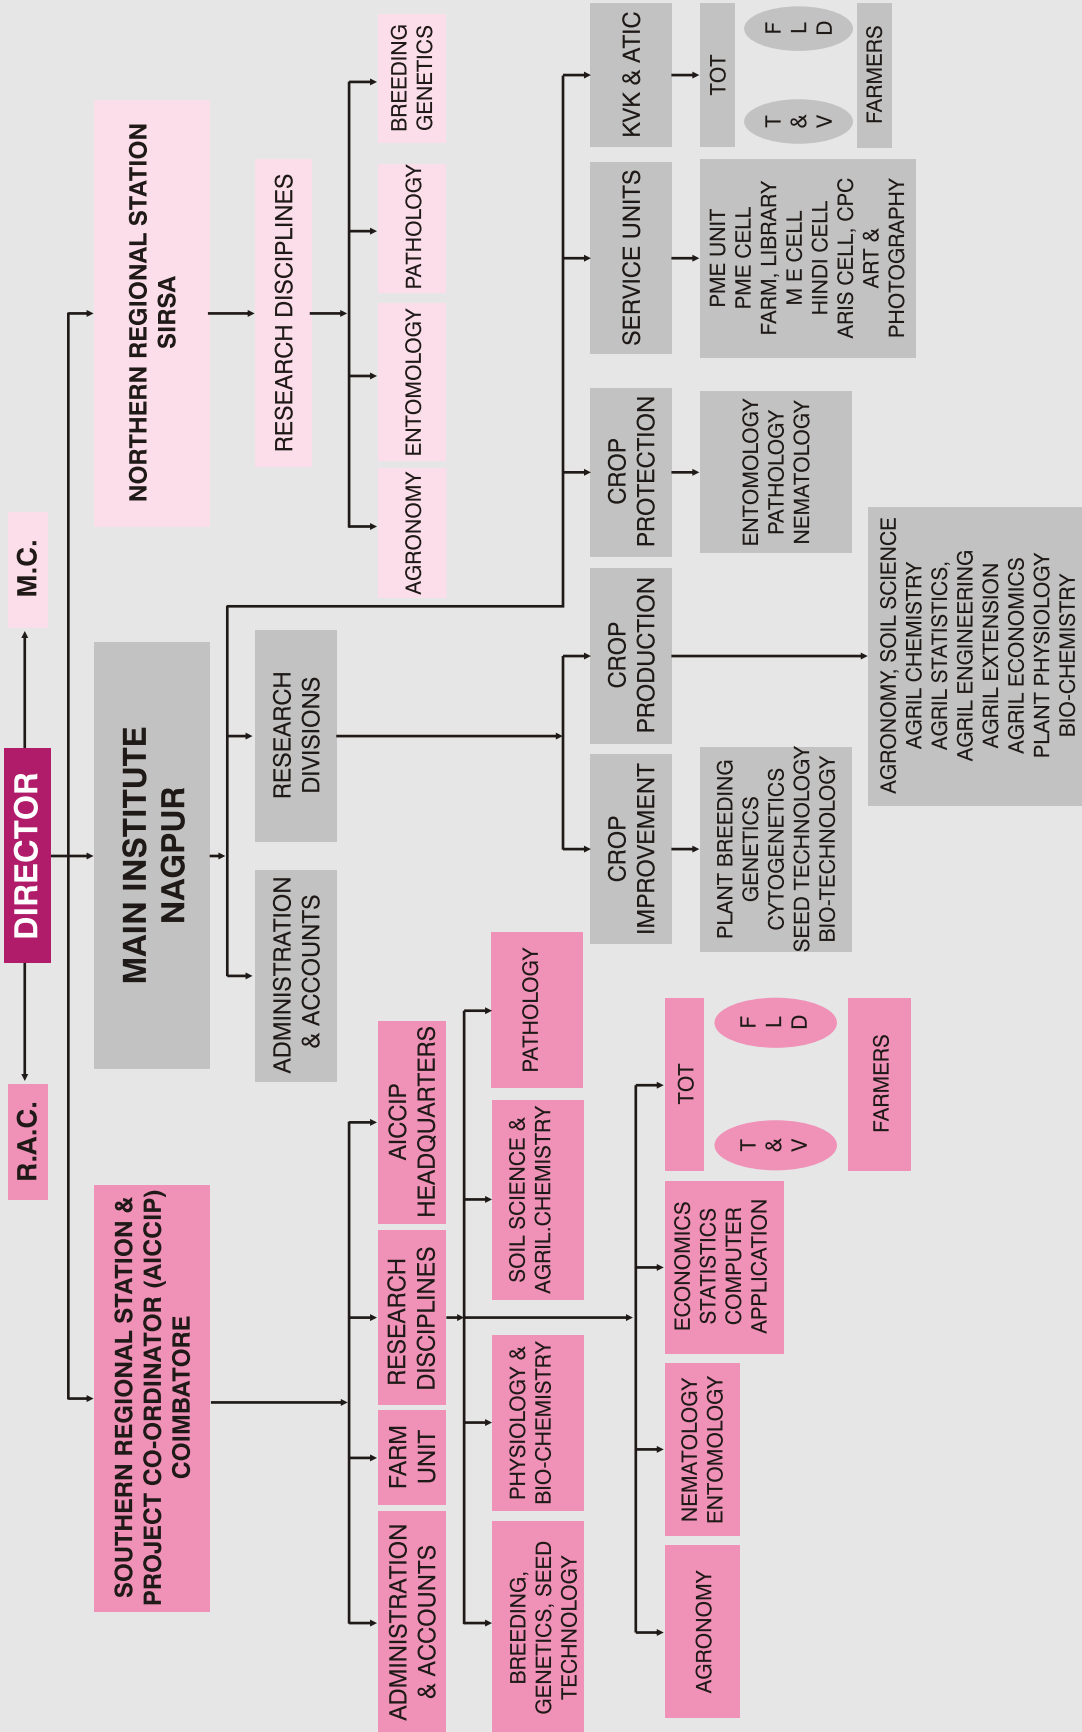 DIRECTOR
R.A.C.
M.C.
SOUTHERN REGIONAL STATION &
PROJECT CO-ORDINATOR (AICCIP)
COIMBATORE
MAIN INSTITUTE
NAGPUR
NORTHERN REGIONAL STATION
SIRSA
ADMINISTRATION
& ACCOUNTS
RESEARCH
DIVISIONS
RESEARCH DISCIPLINES
ADMINISTRATION
& ACCOUNTS
FARM
UNIT
RESEARCH
DISCIPLINES
AICCIP
HEADQUARTERS
AGRONOMY
ENTOMOLOGY
PATHOLOGY
BREEDING
GENETICS
BREEDING,
GENETICS, SEED
TECHNOLOGY
PHYSIOLOGY &
BIO-CHEMISTRY
SOIL SCIENCE &
AGRIL.CHEMISTRY
PATHOLOGY
CROP
IMPROVEMENT
CROP
PRODUCTION
CROP
PROTECTION
SERVICE UNITS
KVK & ATIC
AGRONOMY
NEMATOLOGY
ENTOMOLOGY
ECONOMICS
STATISTICS
COMPUTER
APPLICATION
TOT
T
&
V
F
L
D
FARMERS
PLANT BREEDING
GENETICS
CYTOGENETICS
SEED TECHNOLOGY
BIO-TECHNOLOGY
ENTOMOLOGY
PATHOLOGY
NEMATOLOGY
PME UNIT
PME CELL
FARM, LIBRARY
M E CELL
HINDI CELL
ARIS CELL, CPC
ART &
PHOTOGRAPHY
TOT
T
&
V
F
L
D
FARMERS
AGRONOMY, SOIL SCIENCE
AGRIL CHEMISTRY
AGRIL STATISTICS,
AGRIL ENGINEERING
AGRIL EXTENSION
AGRIL ECONOMICS
PLANT PHYSIOLOGY
BIO-CHEMISTRY